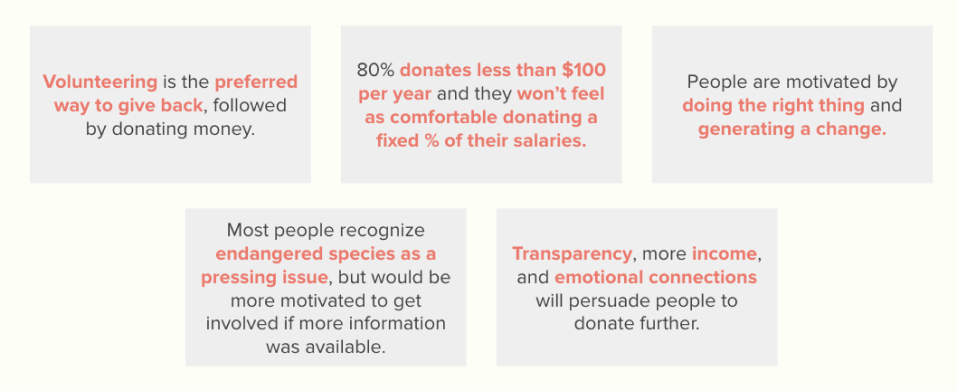 Volunteering is the preferred
way to give back, followed
by donating money.
80% donates less than $100
per year and they won’t feel
as comfortable donating a
fixed % of their salaries.
People are motivated by
doing the right thing and
generating a change.
Most people recognize
endangered species as a
pressing issue, but would be
more motivated to get
involved if more information
was available.
Transparency, more income,
and emotional connections
will persuade people to
donate further.